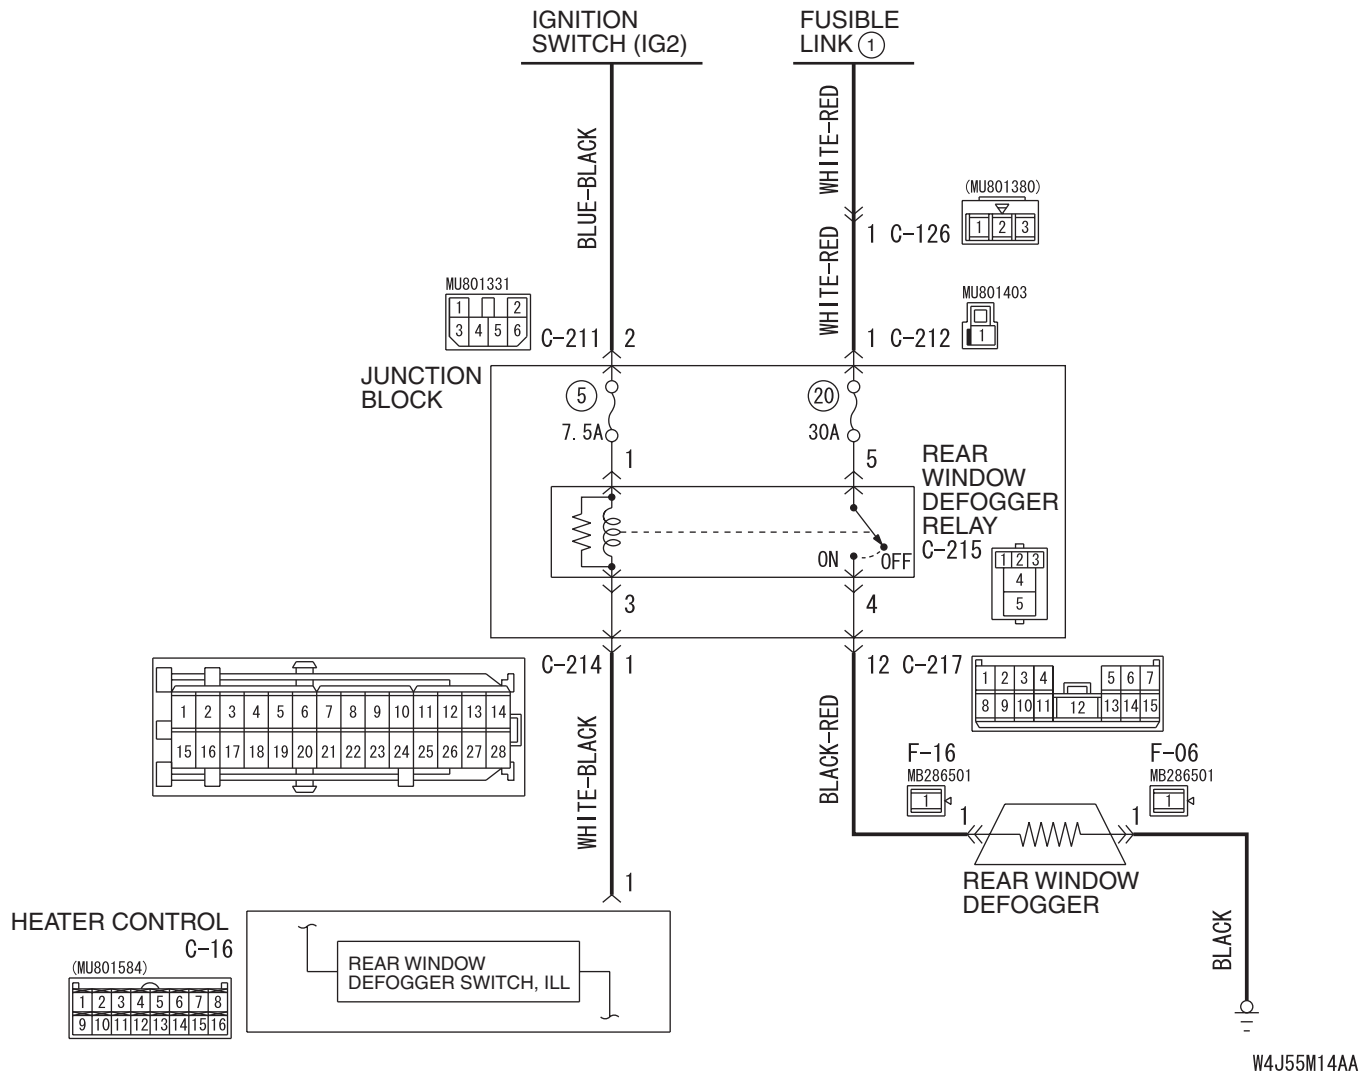 IGNITION
SWITCH (IG2)
FUSIBLE
LINK 1
BLUE-BLACK
WHITE-RED
(MU801380)
1 2 3
1 C-126
WHITE-RED
MU801331
1 2
3 4 5 6
C-211 2
MU801403
1
1 C-212
JUNCTION
BLOCK
5
7.5A
20
30A
1
5
REAR
WINDOW
DEFOGGER
RELAY
C-215
1 2 3
4
5
ON
OFF
3
4
C-214 1
12 C-217
1 2 3 4 5 6 7
8 9 10 11 12 13 14 15
1 2 3 4 5 6 7 8 9 10 11 12 13 14
15 16 17 18 19 20 21 22 23 24 25 26 27 28
WHITE-BLACK
BLACK-RED
F-16
MB286501
1
F-06
MB286501
1
1
1
REAR WINDOW
DEFOGGER
1
BLACK
HEATER CONTROL
C-16
(MU801584)
1 2 3 4 5 6 7 8
9 10 11 12 13 14 15 16
REAR WINDOW
DEFOGGER SWITCH, ILL
W4J55M14AA